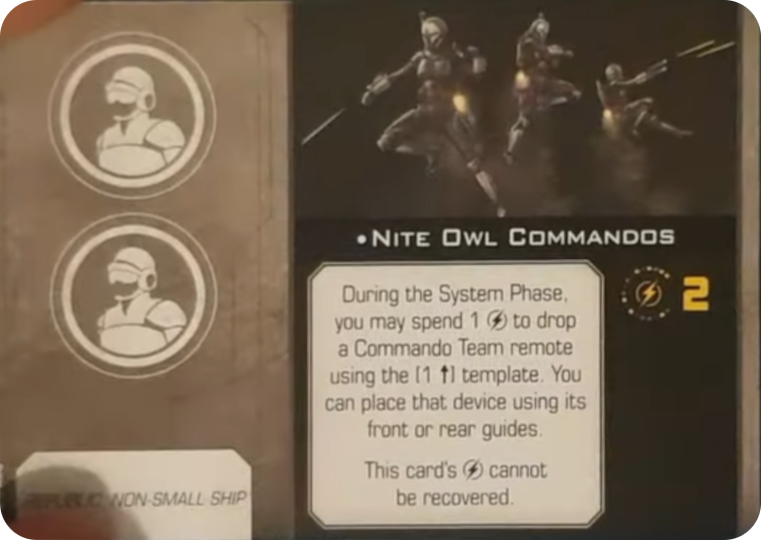 •NITE OWL COMMANDOS
2
During the System Phase,
you may spend 1 to drop
a Commando Team remote
using the [1 ↑] template. You
can place that device using its
front or rear guides.
This card's cannot
be recovered.
REPUBLIC NON-SMALL SHIP